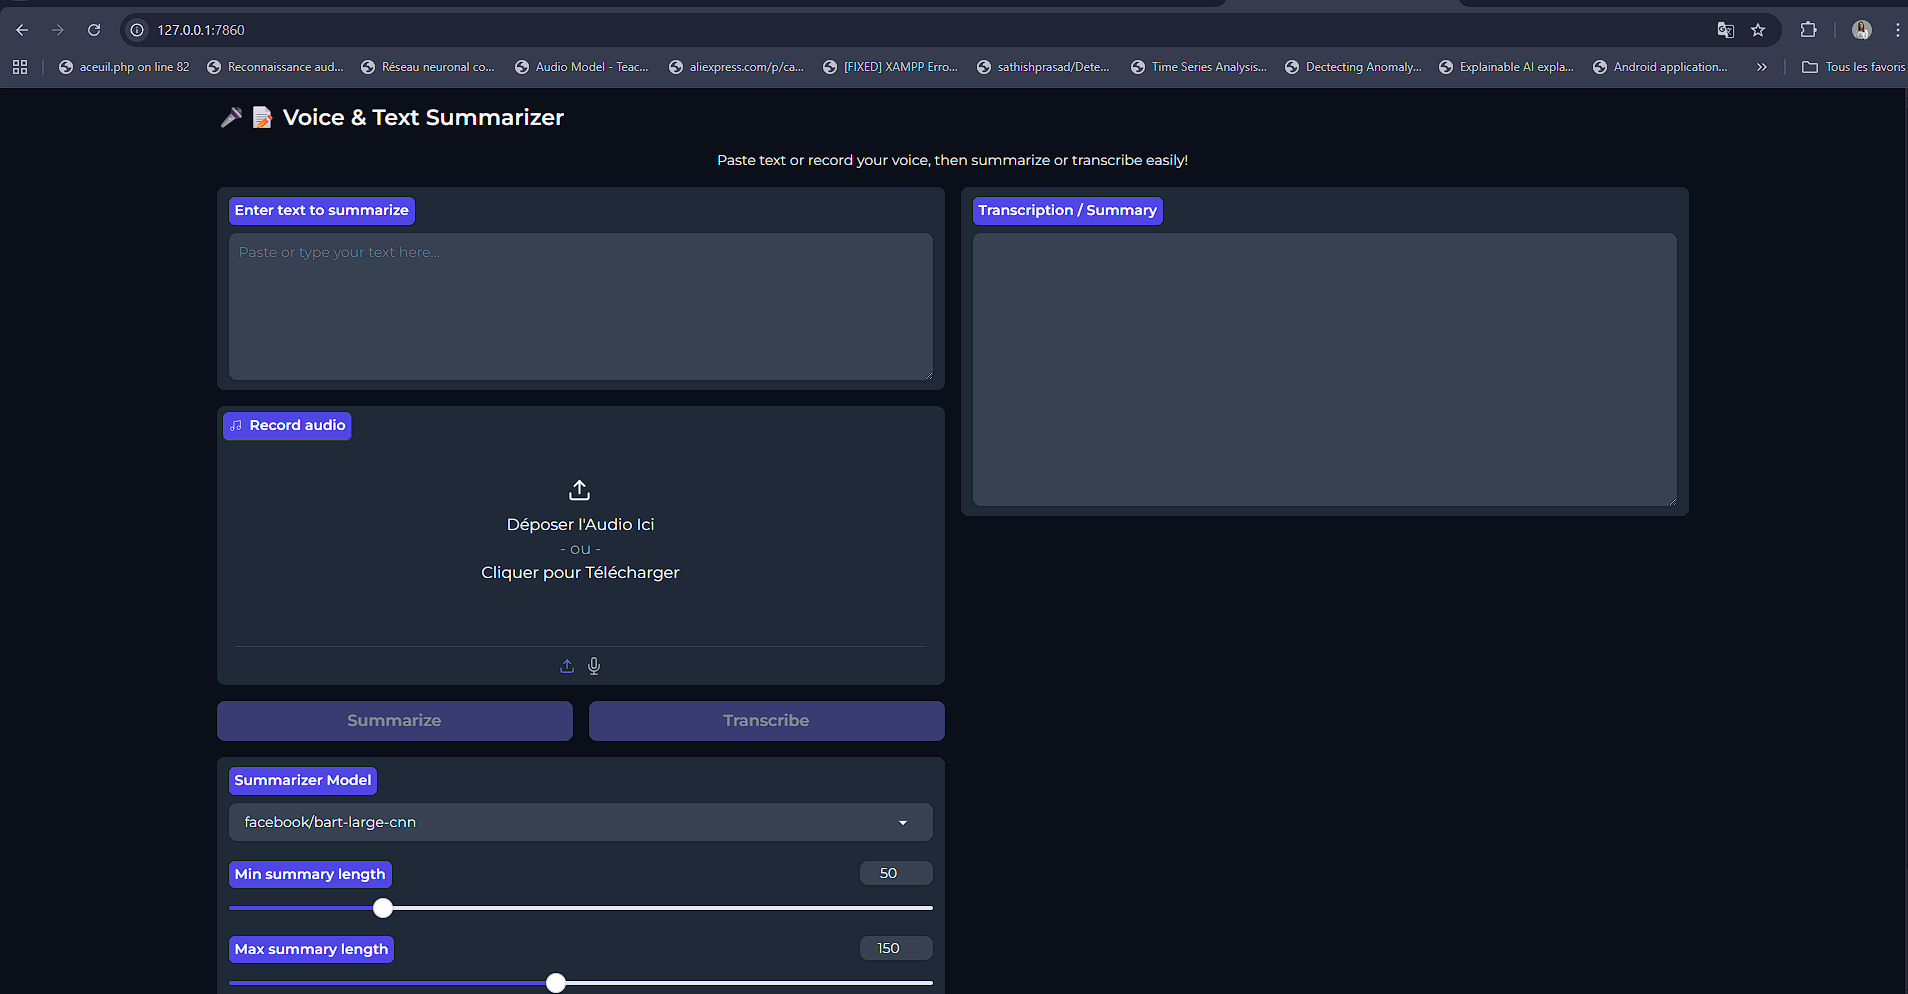 127.0.0.1:7860
aceuil.php on line 82
Reconnaissance aud...
Réseau neuronal co...
Audio Model - Teac...
aliexpress.com/p/ca...
[FIXED] XAMPP Erro...
sathishprasad/Dete...
Time Series Analysis...
Dectecting Anomaly...
Explainable AI expla...
Android application...
Tous les favoris
Voice & Text Summarizer
Paste text or record your voice, then summarize or transcribe easily!
Enter text to summarize
Paste or type your text here...
Transcription / Summary
Record audio
Déposer l'Audio Ici
- ou -
Cliquer pour Télécharger
Summarize
Transcribe
Summarizer Model
facebook/bart-large-cnn
Min summary length
50
Max summary length
150